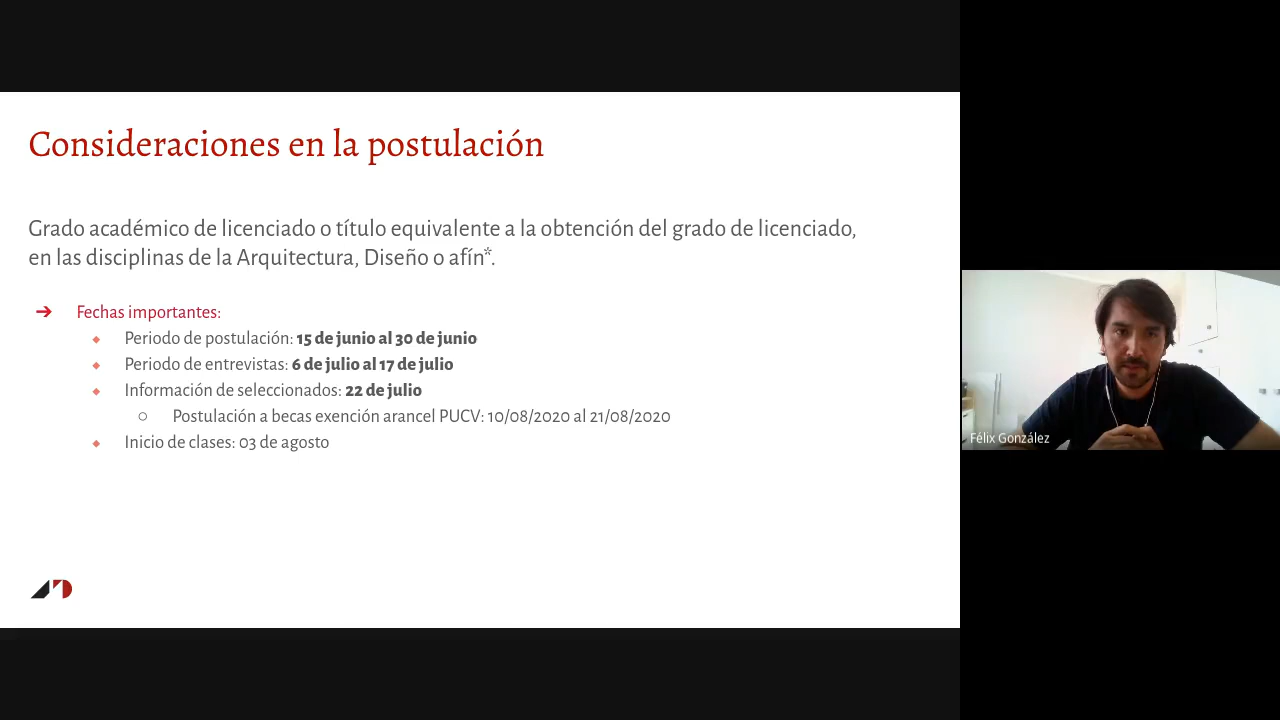 Consideraciones en la postulación
Grado académico de licenciado o título equivalente a la obtención del grado de licenciado,
en las disciplinas de la Arquitectura, Diseño o afín*.
➔ Fechas importantes:
◆ Periodo de postulación: 15 de junio al 30 de junio
◆ Periodo de entrevistas: 6 de julio al 17 de julio
◆ Información de seleccionados: 22 de julio
○ Postulación a becas exención arancel PUCV: 10/08/2020 al 21/08/2020
◆ Inicio de clases: 03 de agosto
Félix González